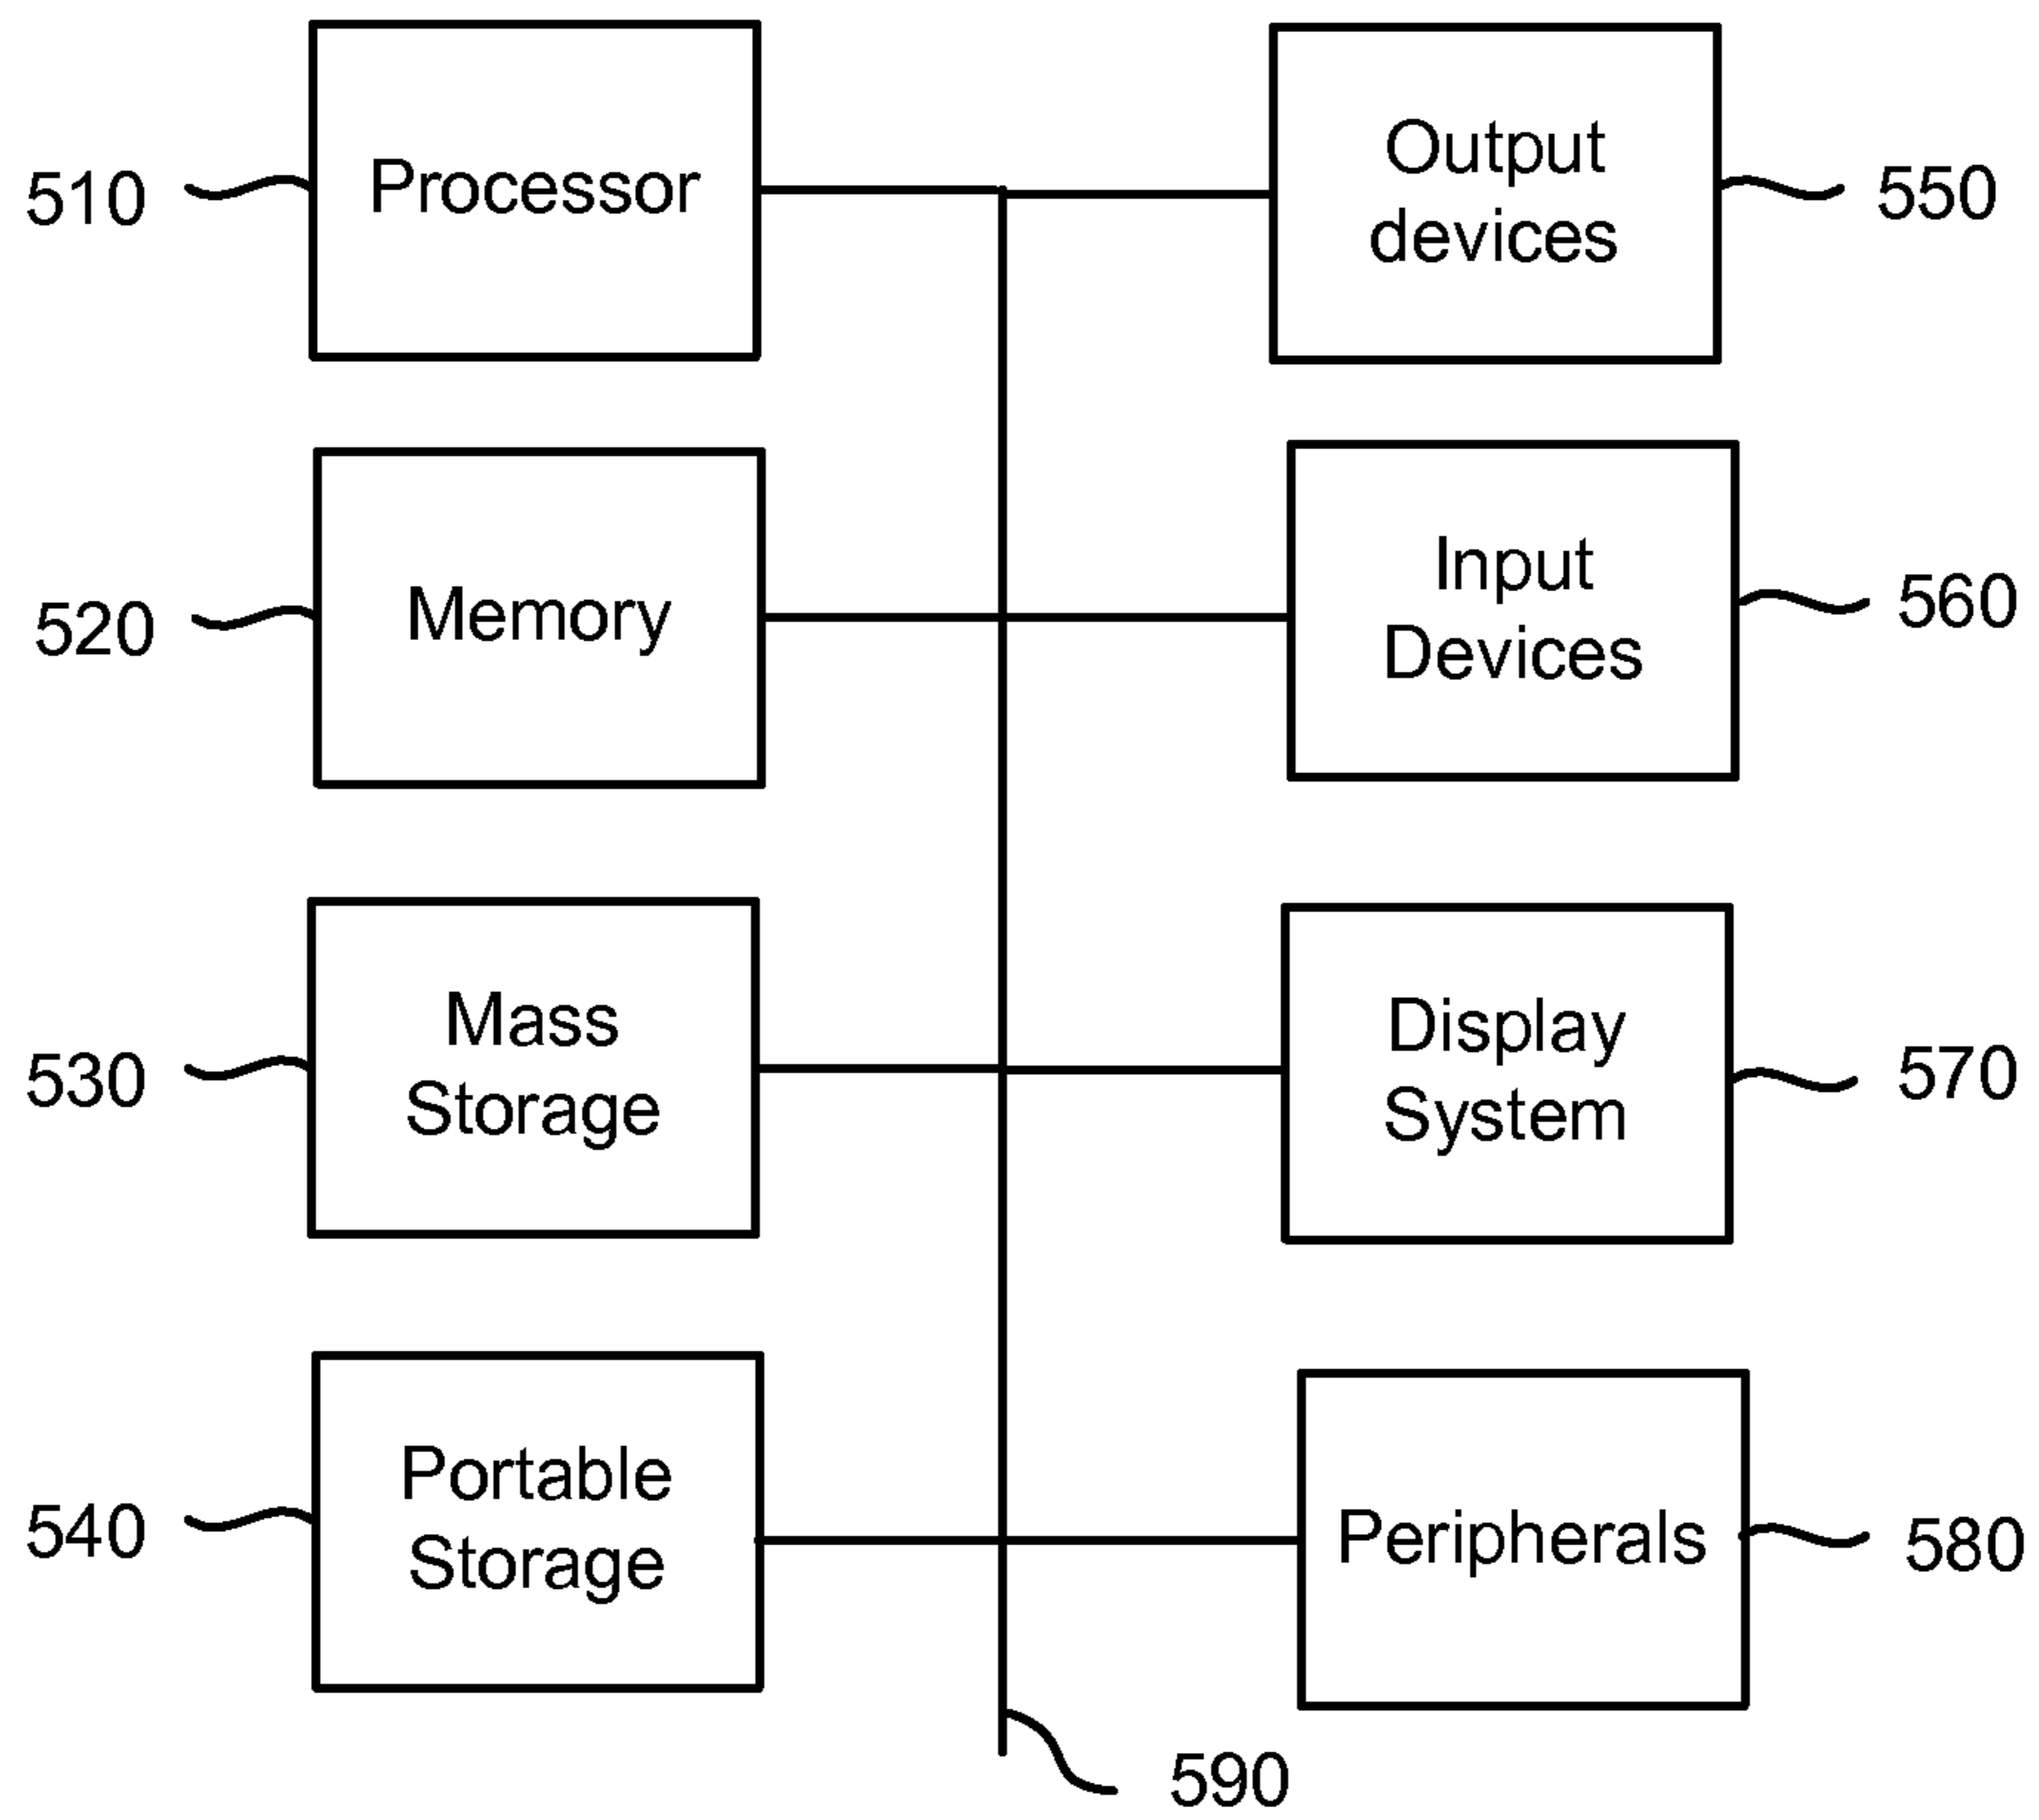 510
Processor
Output
devices
550
520
Memory
Input
Devices
560
530
Mass
Storage
Display
System
570
540
Portable
Storage
Peripherals
580
590